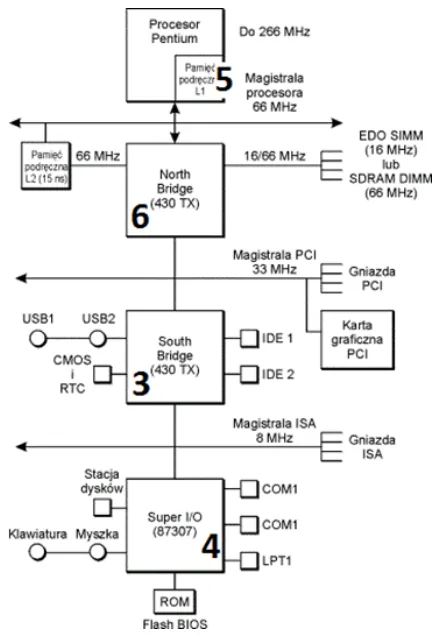 Procesor
Pentium
Do 266 MHz
Pamięć
podręczn
L1
5
Magistrala
procesora
66 MHz
Pamięć
podręczna
L2 (15 ns)
66 MHz
North
Bridge
(430 TX)
6
16/66 MHz
EDO SIMM
(16 MHz)
lub
SDRAM DIMM
(66 MHz)
Magistrala PCI
33 MHz
Gniazda
PCI
USB1
USB2
South
Bridge
(430 TX)
3
IDE 1
Karta
graficzna
PCI
CMOS
i
RTC
IDE 2
Magistrala ISA
8 MHz
Gniazda
ISA
Stacja
dysków
COM1
Super I/O
(87307)
4
COM1
Klawiatura
Myszka
LPT1
ROM
Flash BIOS